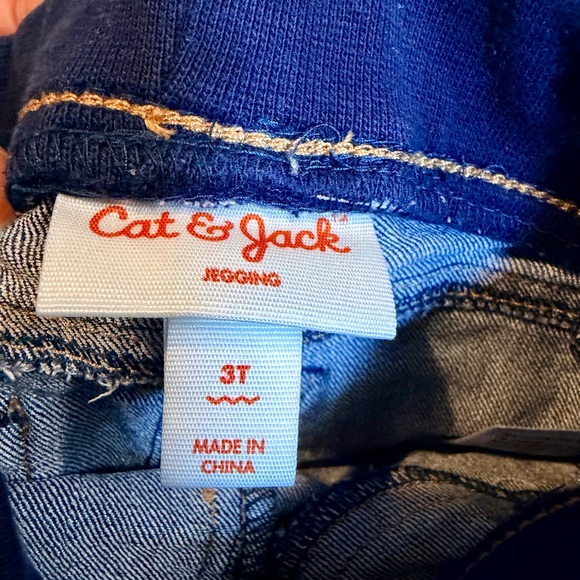 Cat & Jack
JEGGING
3T
MADE IN
CHINA